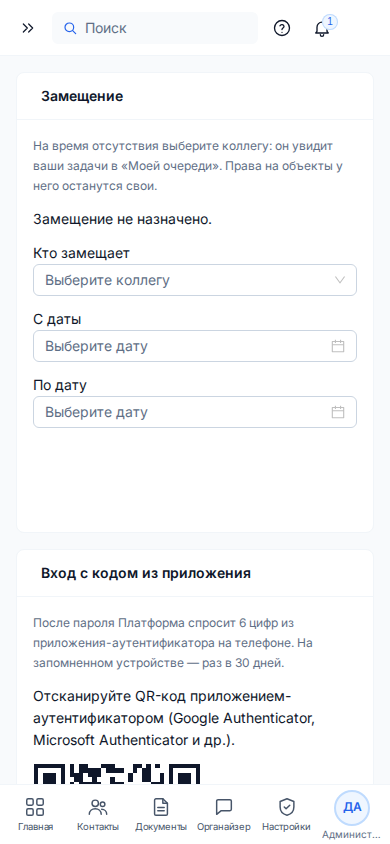 Поиск
1
Замещение
На время отсутствия выберите коллегу: он увидит
ваши задачи в «Моей очереди». Права на объекты у
него останутся свои.
Замещение не назначено.
Кто замещает
Выберите коллегу
С даты
Выберите дату
По дату
Выберите дату
Вход с кодом из приложения
После пароля Платформа спросит 6 цифр из
приложения-аутентификатора на телефоне. На
запомненном устройстве — раз в 30 дней.
Отсканируйте QR-код приложением-
аутентификатором (Google Authenticator,
Microsoft Authenticator и др.).
ДА
Главная Контакты Документы Органайзер Настройки Админист...